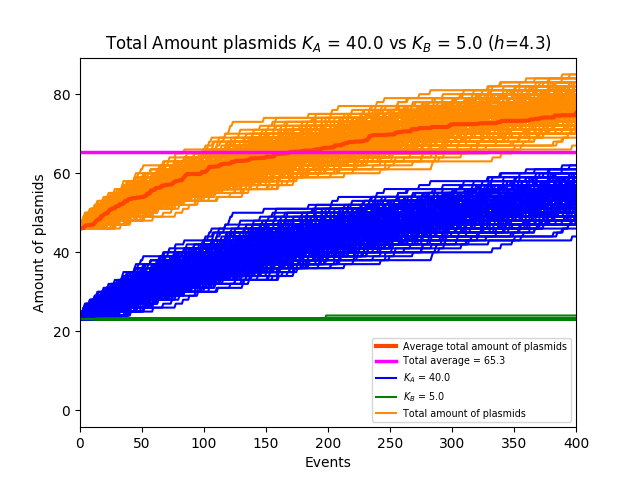 Total Amount plasmids K_A = 40.0 vs K_B = 5.0 (h=4.3)
Amount of plasmids
80
60
40
20
0
Average total amount of plasmids
Total average = 65.3
K_A = 40.0
K_B = 5.0
Total amount of plasmids
0 50 100 150 200 250 300 350 400
Events